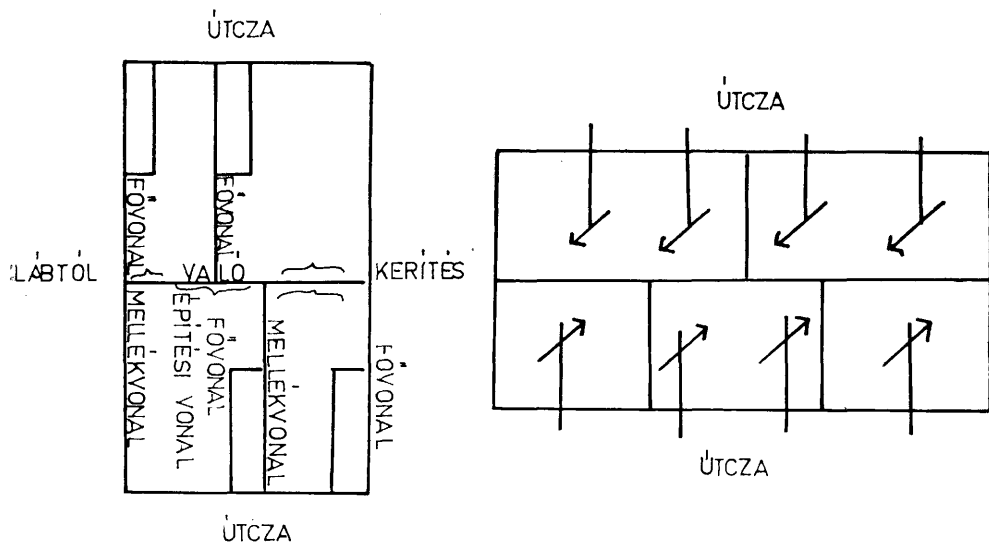 ÚTCZA
FŐVONAL
FŐVONAL
LÁBTÓL VALÓ KERÍTÉS
MELLÉKVONAL
ÉPÍTÉSI VONAL
FŐVONAL
MELLÉKVONAL
FŐVONAL
ÚTCZA
ÚTCZA
ÚTCZA